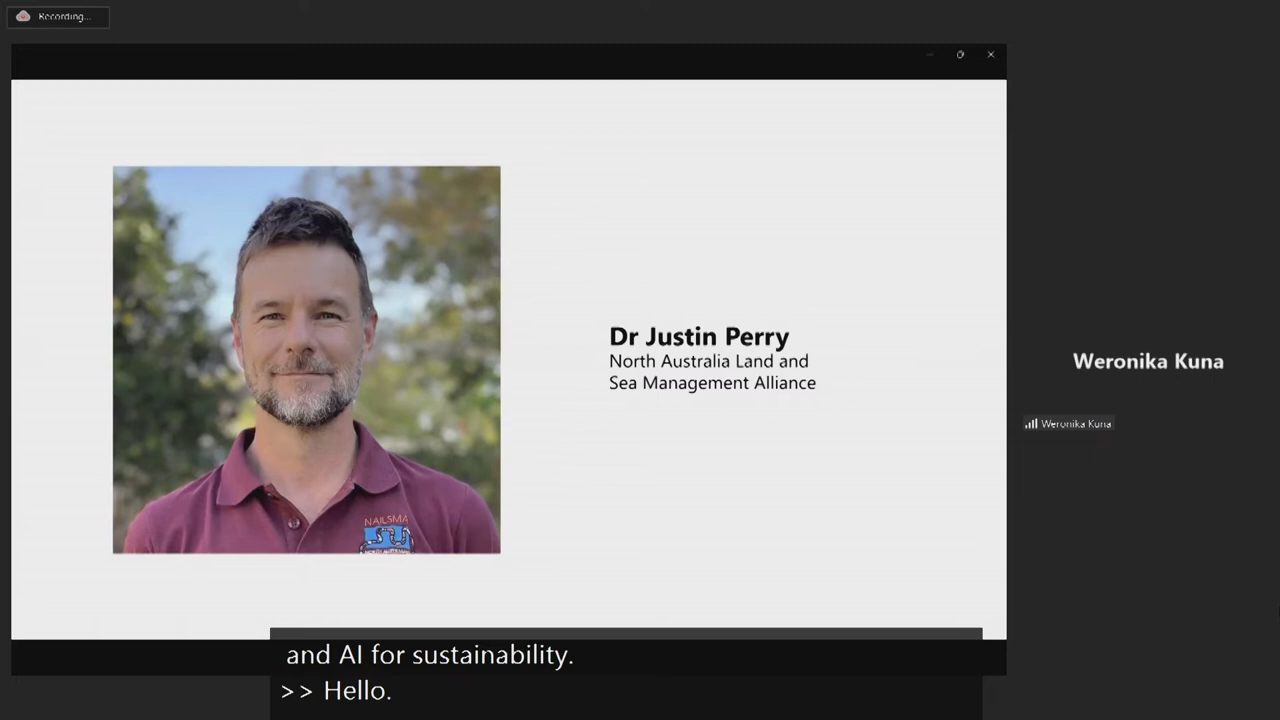 Recording...
NAILSMA
Dr Justin Perry
North Australia Land and
Sea Management Alliance
Weronika Kuna
Weronika Kuna
and AI for sustainability.
>> Hello.